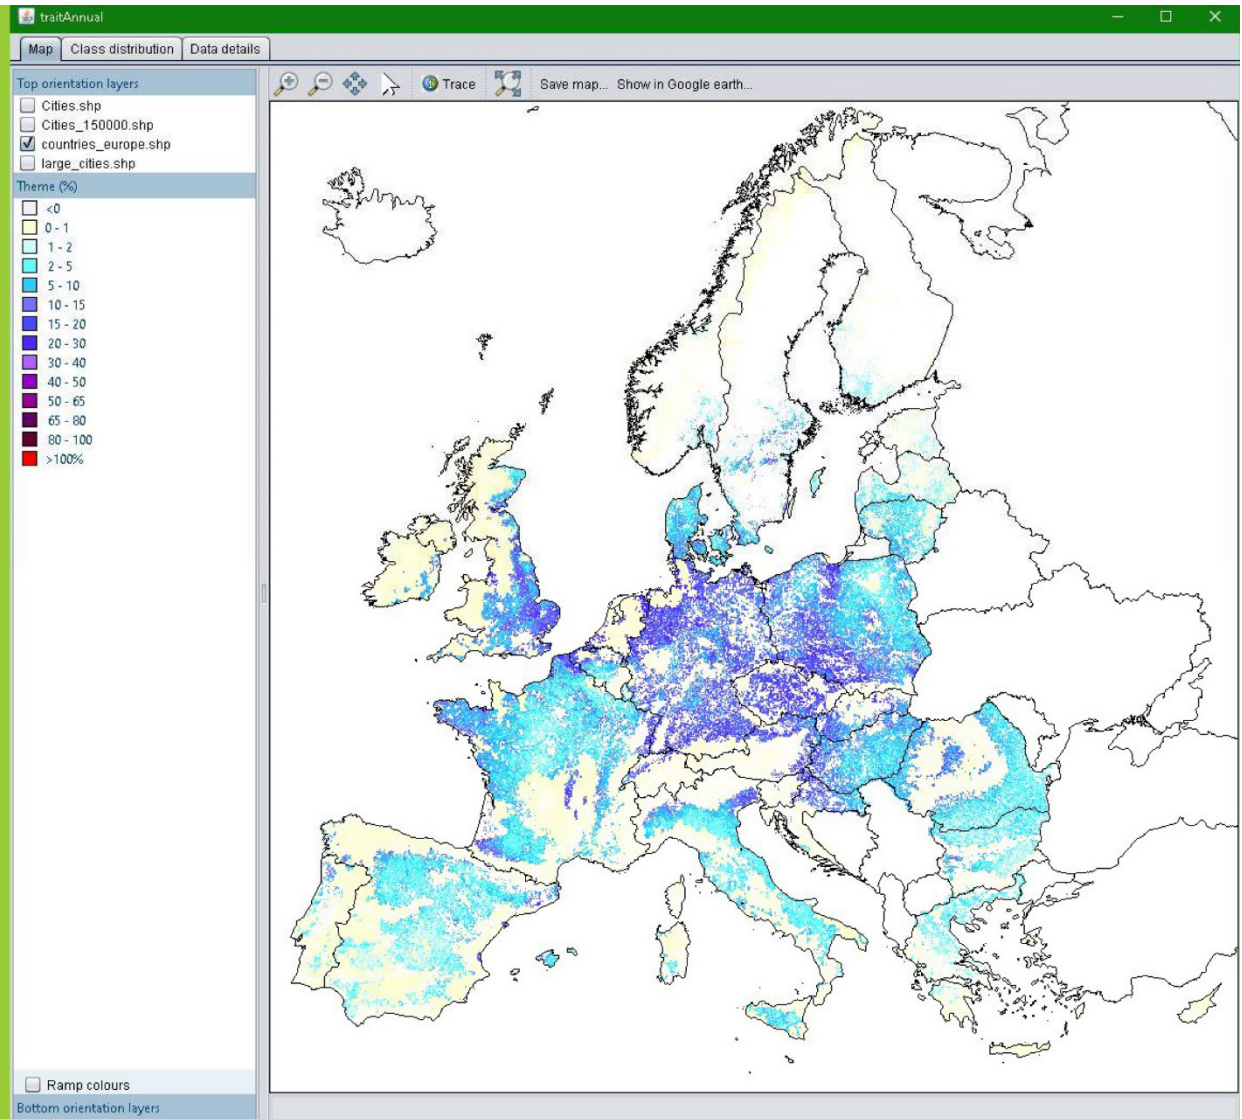 traitAnnual
Map Class distribution Data details
Top orientation layers
Cities.shp
Cities_150000.shp
countries_europe.shp
large_cities.shp
Theme (%)
<0
0 - 1
1 - 2
2 - 5
5 - 10
10 - 15
15 - 20
20 - 30
30 - 40
40 - 50
50 - 65
65 - 80
80 - 100
>100%
Ramp colours
Bottom orientation layers
Trace Save map... Show in Google earth...